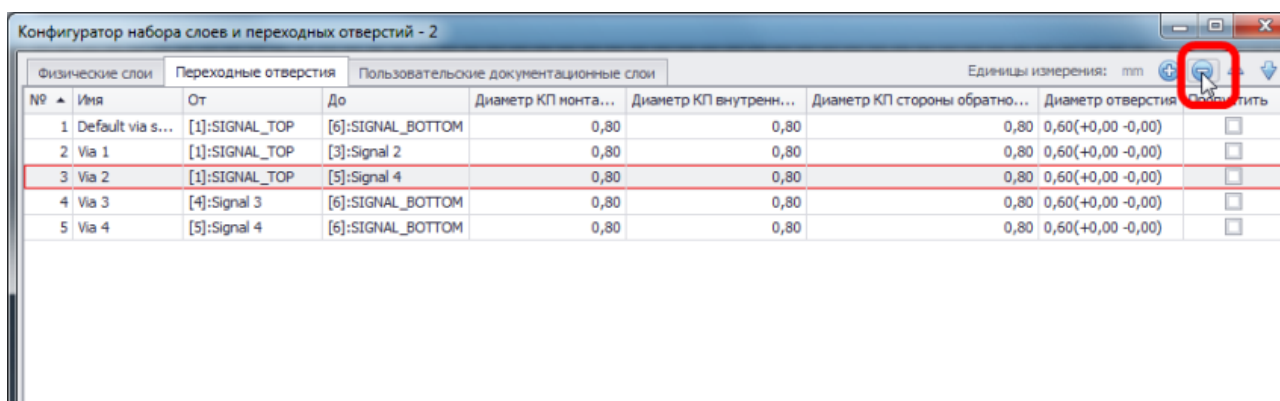 Конфигуратор набора слоев и переходных отверстий - 2
Физические слои Переходные отверстия Пользовательские документационные слои Единицы измерения: mm
№ Имя От До Диаметр КП монта... Диаметр КП внутренн... Диаметр КП стороны обратно... Диаметр отверстия Пропустить
1 Default via s... [1]:SIGNAL_TOP [6]:SIGNAL_BOTTOM 0,80 0,80 0,80 0,60(+0,00 -0,00)
2 Via 1 [1]:SIGNAL_TOP [3]:Signal 2 0,80 0,80 0,80 0,60(+0,00 -0,00)
3 Via 2 [1]:SIGNAL_TOP [5]:Signal 4 0,80 0,80 0,80 0,60(+0,00 -0,00)
4 Via 3 [4]:Signal 3 [6]:SIGNAL_BOTTOM 0,80 0,80 0,80 0,60(+0,00 -0,00)
5 Via 4 [5]:Signal 4 [6]:SIGNAL_BOTTOM 0,80 0,80 0,80 0,60(+0,00 -0,00)